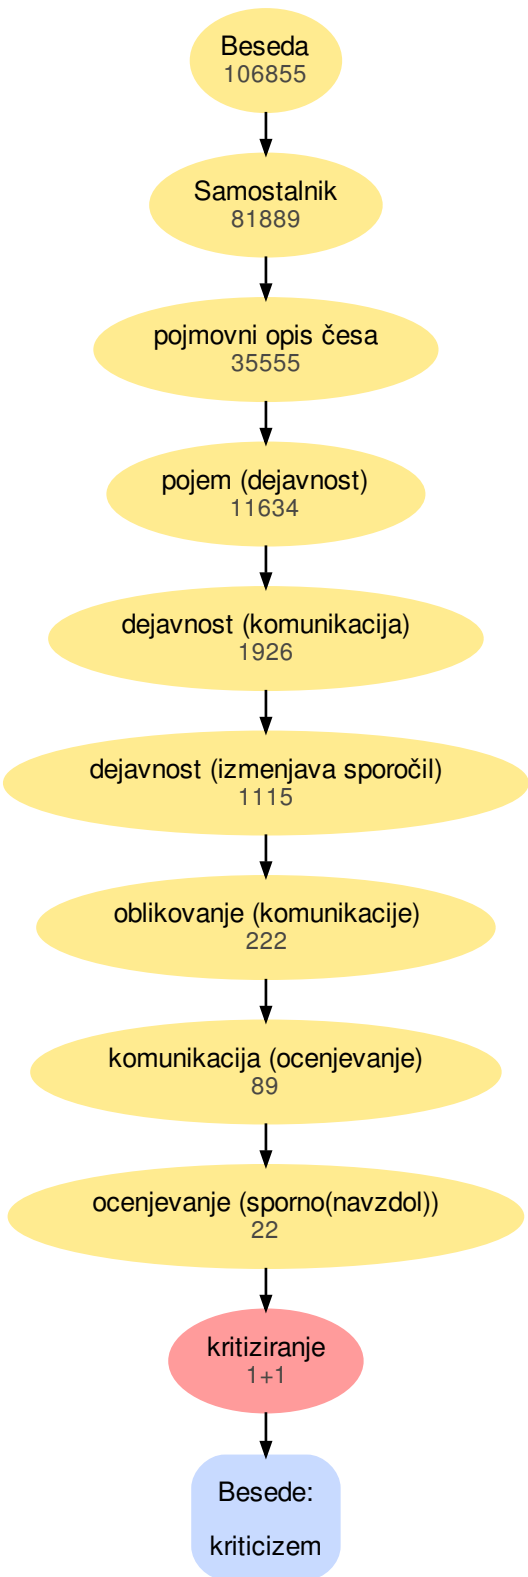 Beseda
106855
Samostalnik
81889
pojmovni opis česa
35555
pojem (dejavnost)
11634
dejavnost (komunikacija)
1926
dejavnost (izmenjava sporočil)
1115
oblikovanje (komunikacije)
222
komunikacija (ocenjevanje)
89
ocenjevanje (sporno(navzdol))
22
kritiziranje
1+1
Besede:
kriticizem